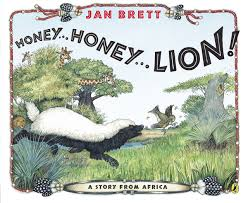 JAN BRETT
HONEY... HONEY... LION!
A STORY FROM AFRICA